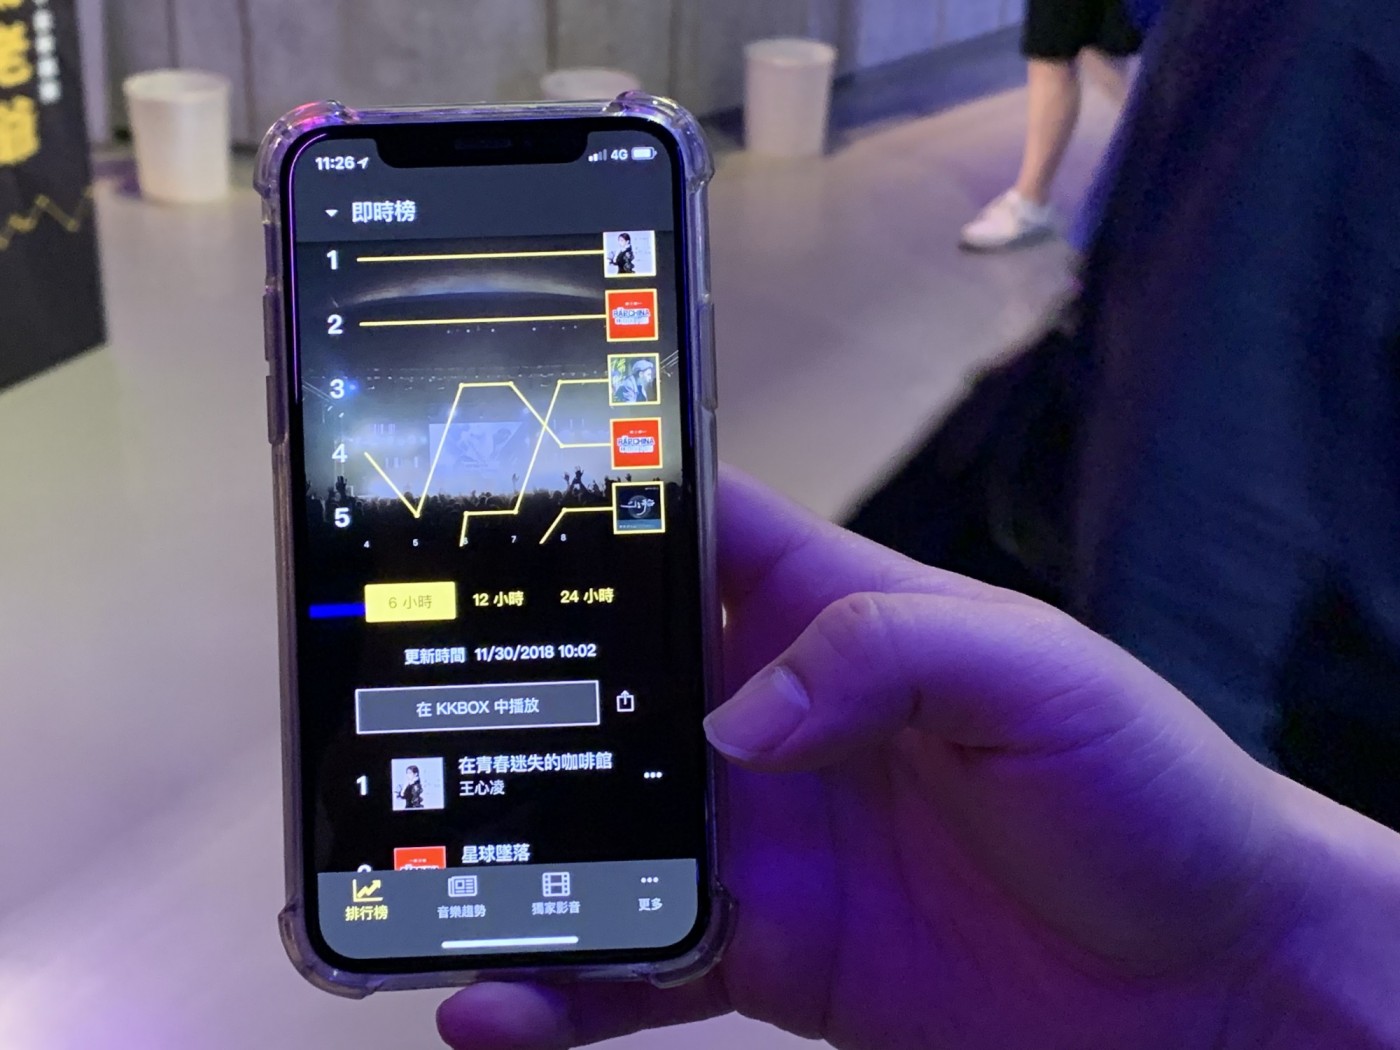 11:26
4G
即時榜
1
2
3
4
5
4 5 6 7 8
6 小時 12 小時 24 小時
更新時間 11/30/2018 10:02
在 KKBOX 中播放
1 在青春迷失的咖啡館
王心凌
星球墜落
排行榜 音樂趨勢 獨家影音 更多